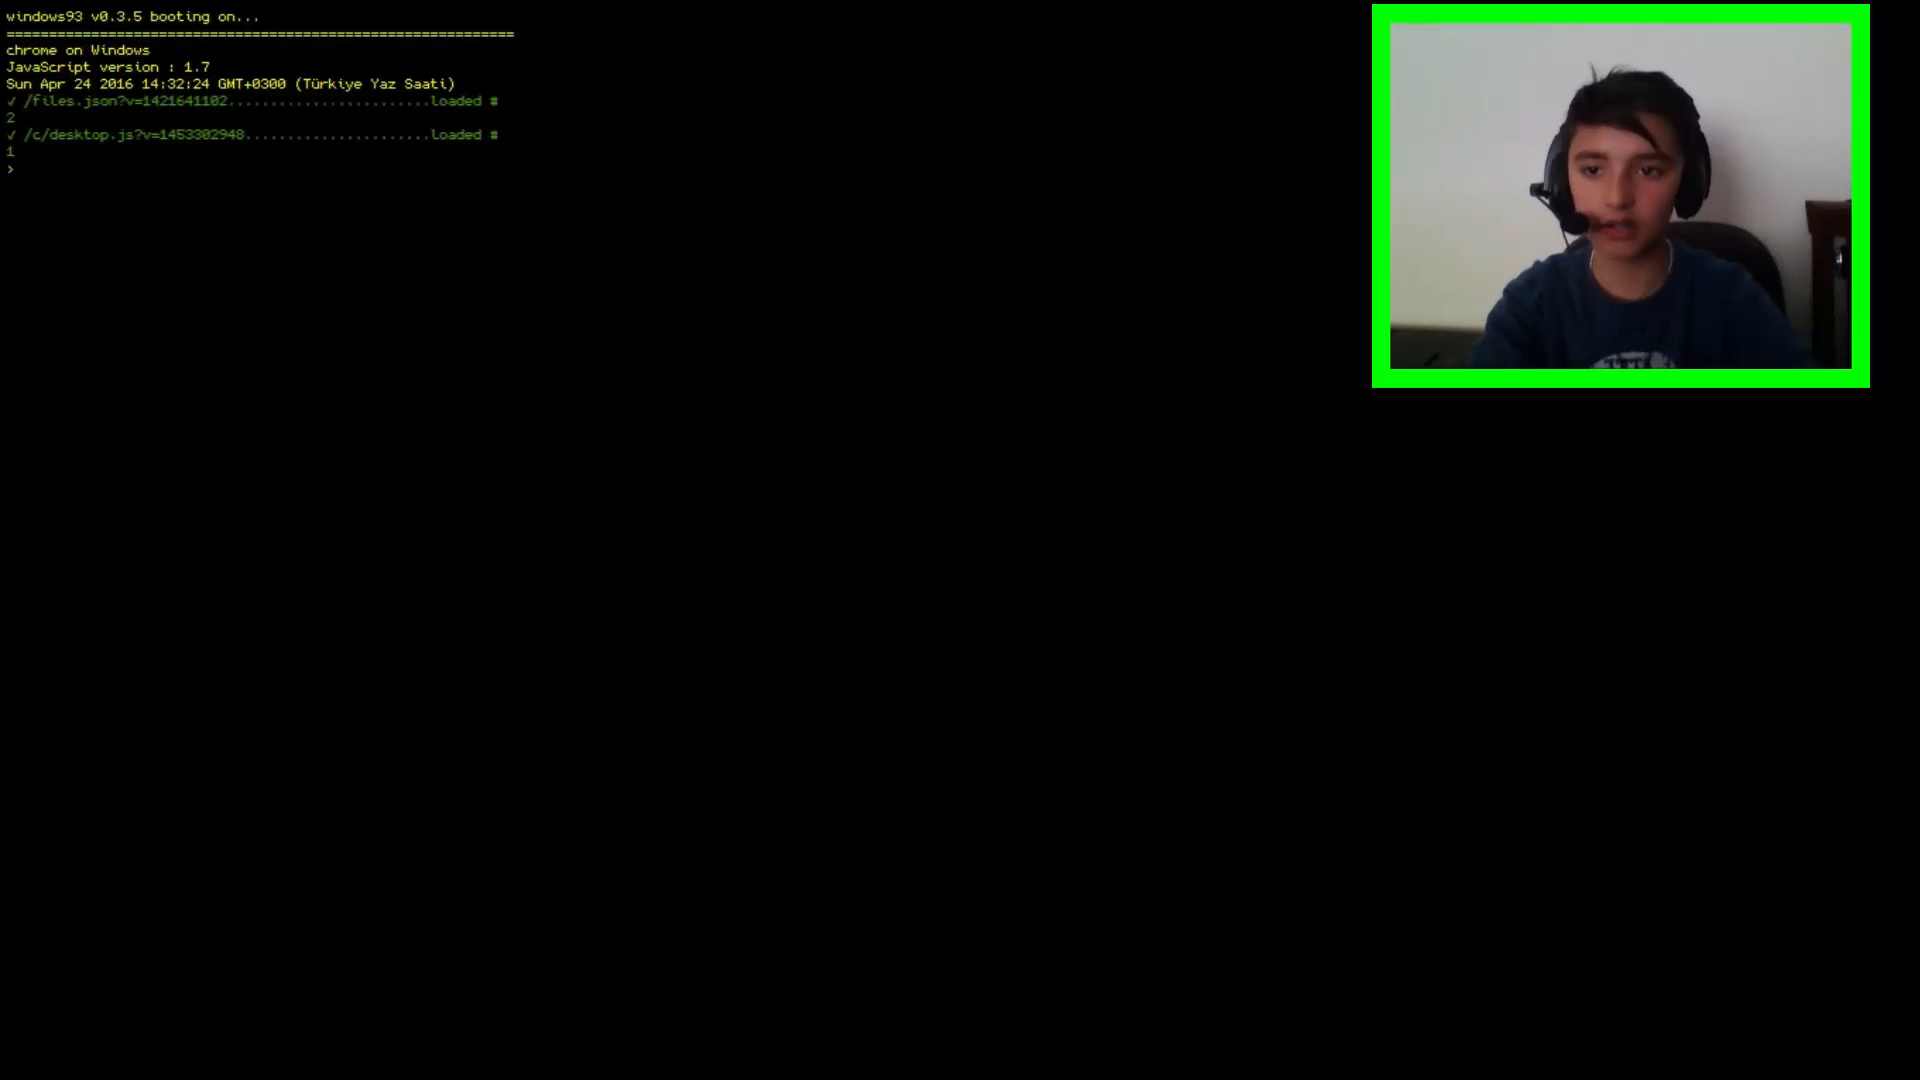 windows93 v0.3.5 booting on...
============================================================
chrome on Windows
JavaScript version : 1.7
Sun Apr 24 2016 14:32:24 GMT+0300 (Türkiye Yaz Saati)
√ /files.json?v=1421641102........................loaded #
2
√ /c/desktop.js?v=1453302948......................loaded #
1
>